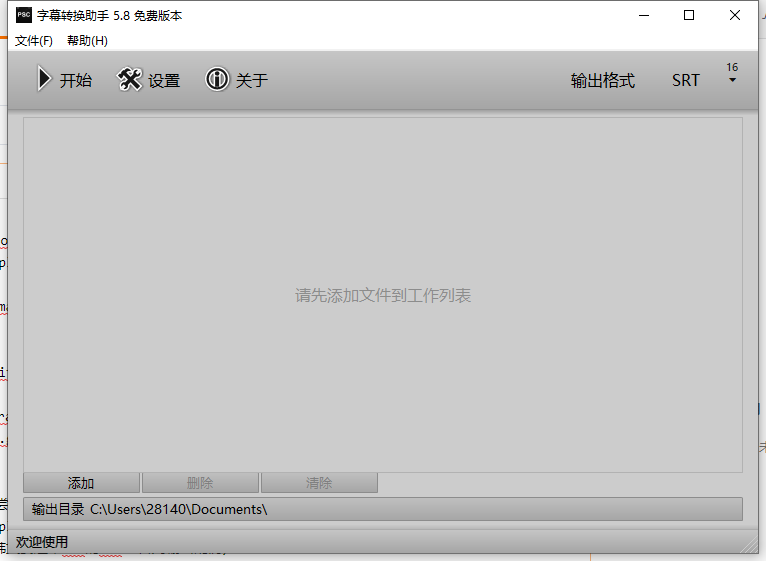 PSC 字幕转换助手 5.8 免费版本
文件(F) 帮助(H)
开始 设置 关于 输出格式 SRT 16
请先添加文件到工作列表
添加 删除 清除
输出目录 C:\Users\28140\Documents\
欢迎使用